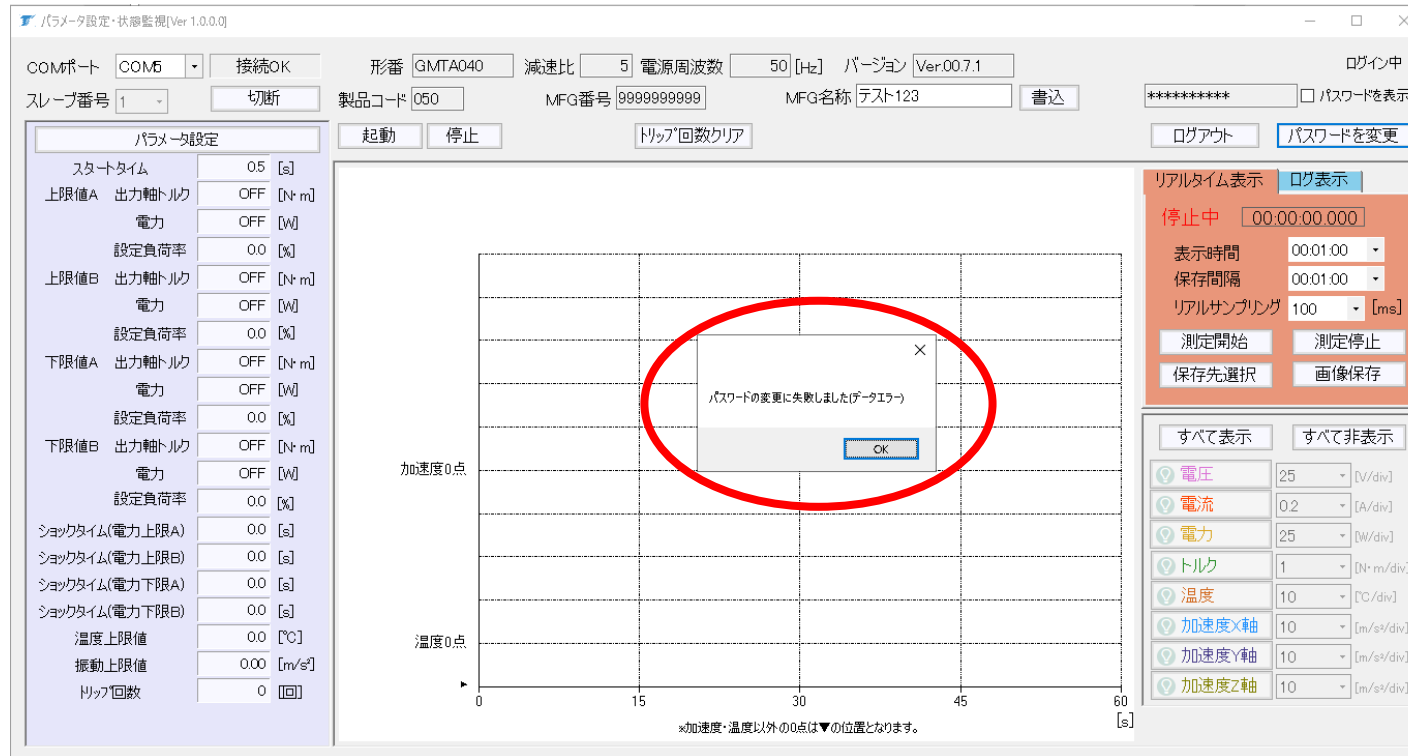 パラメータ設定・状態監視[Ver 1.0.0.0]
COMポート COM5 接続OK 形番 GMTA040 減速比 5 電源周波数 50 [Hz] バージョン Ver.00.7.1 ログイン中
スレーブ番号 1 切断 製品コード 050 MFG番号 9999999999 MFG名称 テスト123 書込 ********** パスワードを表示
パラメータ設定 起動 停止 トリップ回数クリア ログアウト パスワードを変更
スタートタイム 0.5 [s]
上限値A 出力軸トルク OFF [N・m]
電力 OFF [W]
設定負荷率 0.0 [%]
上限値B 出力軸トルク OFF [N・m]
電力 OFF [W]
設定負荷率 0.0 [%]
下限値A 出力軸トルク OFF [N・m]
電力 OFF [W]
設定負荷率 0.0 [%]
下限値B 出力軸トルク OFF [N・m]
電力 OFF [W]
設定負荷率 0.0 [%]
ショックタイム(電力上限A) 0.0 [s]
ショックタイム(電力上限B) 0.0 [s]
ショックタイム(電力下限A) 0.0 [s]
ショックタイム(電力下限B) 0.0 [s]
温度上限値 0.0 [℃]
振動上限値 0.00 [m/s²]
トリップ回数 0 [回]
加速度0点
温度0点
0 15 30 45 60
[s]
※加速度・温度以外の0点は▼の位置となります。
パスワードの変更に失敗しました(データエラー)
OK
リアルタイム表示 ログ表示
停止中 00:00:00.000
表示時間 00:01:00
保存間隔 00:01:00
リアルサンプリング 100 [ms]
測定開始 測定停止
保存先選択 画像保存
すべて表示 すべて非表示
電圧 25 [V/div]
電流 0.2 [A/div]
電力 25 [W/div]
トルク 1 [N・m/div]
温度 10 [℃/div]
加速度X軸 10 [m/s²/div]
加速度Y軸 10 [m/s²/div]
加速度Z軸 10 [m/s²/div]